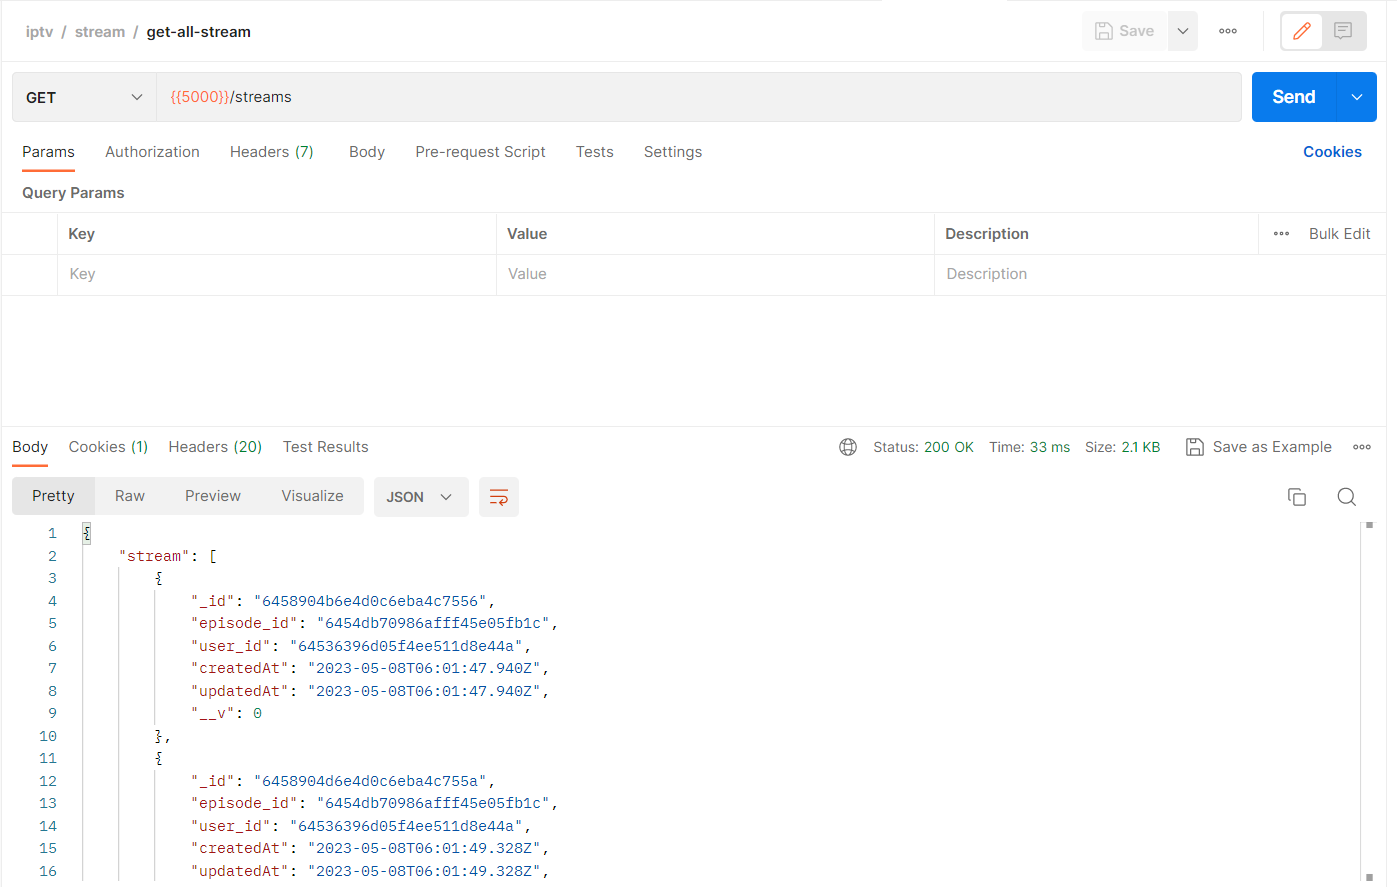 iptv / stream / get-all-stream
Save
GET
{{5000}}/streams
Send
Params Authorization Headers (7) Body Pre-request Script Tests Settings Cookies
Query Params
Key Value Description Bulk Edit
Key Value Description
Body Cookies (1) Headers (20) Test Results Status: 200 OK Time: 33 ms Size: 2.1 KB Save as Example
Pretty Raw Preview Visualize JSON
1 {
2 "stream": [
3 {
4 "_id": "6458904b6e4d0c6eba4c7556",
5 "episode_id": "6454db70986afff45e05fb1c",
6 "user_id": "64536396d05f4ee511d8e44a",
7 "createdAt": "2023-05-08T06:01:47.940Z",
8 "updatedAt": "2023-05-08T06:01:47.940Z",
9 "__v": 0
10 },
11 {
12 "_id": "6458904d6e4d0c6eba4c755a",
13 "episode_id": "6454db70986afff45e05fb1c",
14 "user_id": "64536396d05f4ee511d8e44a",
15 "createdAt": "2023-05-08T06:01:49.328Z",
16 "updatedAt": "2023-05-08T06:01:49.328Z",